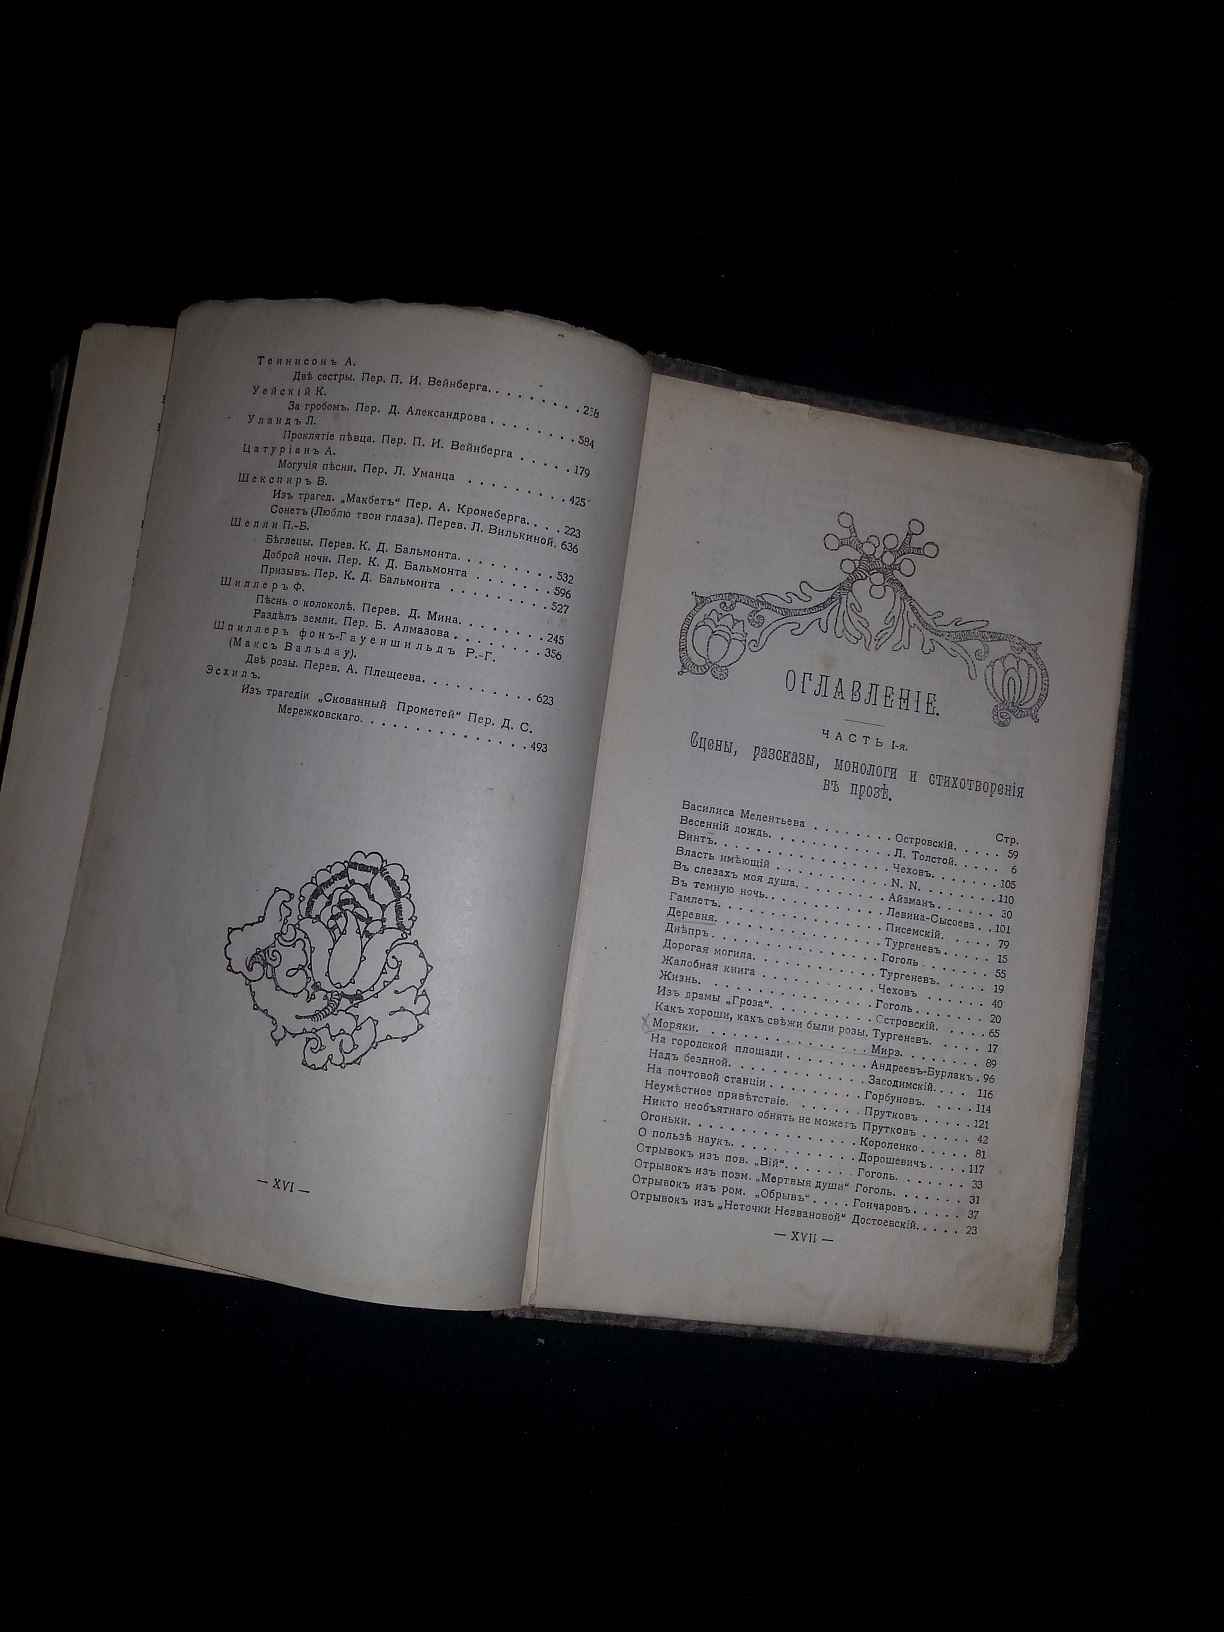 Теннисонъ А.
Двѣ сестры. Пер. П. И. Вейнберга. . . . . . . . . 238
Уейскій К.
За гробомъ. Пер. Д. Александрова . . . . . . . . 584
Уландъ Л.
Проклятіе пѣвца. Пер. П. И. Вейнберга . . . . . 179
Цатуріанъ А.
Могучія пѣсни. Пер. Л. Уманца . . . . . . . . . 425
Шекспиръ В.
Изъ трагед. „Макбетъ“ Пер. А. Кронеберга. . . . 223
Сонетъ (Люблю твои глаза). Перев. Л. Вилькиной. 636
Шелли П.-Б.
Бѣглецы. Перев. К. Д. Бальмонта. . . . . . . . . 532
Доброй ночи. Пер. К. Д. Бальмонта . . . . . . . 596
Призывъ. Пер. К. Д. Бальмонта . . . . . . . . . 527
Шиллеръ Ф.
Пѣснь о колоколѣ. Перев. Д. Мина. . . . . . . . 245
Раздѣлъ земли. Пер. Б. Алмазова . . . . . . . . 356
Шпиллеръ фонъ-Гауеншильдъ Р.-Г.
(Максъ Вальдау).
Двѣ розы. Перев. А. Плещеева. . . . . . . . . . 623
Эсхилъ.
Изъ трагедіи „Скованный Прометей“ Пер. Д. С.
Мережковскаго. . . . . . . . . . . . . . . 493
— XVI —
ОГЛАВЛЕНІЕ.
ЧАСТЬ I-я.
Сцены, разсказы, монологи и стихотворенія
въ прозѣ.
Стр.
Василиса Мелентьева . . . . . . . . Островскій. . . . . 59
Весенній дождь. . . . . . . . . . . . Л. Толстой. . . . . . 6
Винтъ. . . . . . . . . . . . . . . . Чеховъ. . . . . . . 105
Власть имѣющій . . . . . . . . . . . N. N. . . . . . . . 110
Въ слезахъ моя душа. . . . . . . . . Айзманъ. . . . . . . 30
Въ темную ночь. . . . . . . . . . . . Левина-Сысоева . . 101
Гамлетъ. . . . . . . . . . . . . . . Писемскій. . . . . . 79
Деревня. . . . . . . . . . . . . . . Тургеневъ . . . . . 15
Днѣпръ. . . . . . . . . . . . . . . Гоголь . . . . . . . 55
Дорогая могила. . . . . . . . . . . . Тургеневъ. . . . . . 19
Жалобная книга . . . . . . . . . . . Чеховъ . . . . . . . 40
Жизнь. . . . . . . . . . . . . . . . Гоголь . . . . . . . 20
Изъ драмы „Гроза“. . . . . . . . . . Островскій. . . . . . 65
Какъ хороши, какъ свѣжи были розы. Тургеневъ. . . . . . 17
Моряки. . . . . . . . . . . . . . . Мирэ. . . . . . . . 89
На городской площади . . . . . . . . Андреевъ-Бурлакъ . 96
Надъ бездной. . . . . . . . . . . . . Засодимскій. . . . 116
На почтовой станціи . . . . . . . . . Горбуновъ. . . . . 114
Неумѣстное привѣтствіе. . . . . . . . Прутковъ . . . . . 121
Никто необъятнаго обнять не можетъ Прутковъ . . . . . 42
Огоньки. . . . . . . . . . . . . . . Короленко . . . . . 81
О пользѣ наукъ. . . . . . . . . . . . Дорошевичъ . . . . 117
Отрывокъ изъ пов. „Вій“. . . . . . . Гоголь. . . . . . . . 33
Отрывокъ изъ поэм. „Мертвыя души“ Гоголь. . . . . . . . 31
Отрывокъ изъ ром. „Обрывъ“ . . . . Гончаровъ. . . . . . 37
Отрывокъ изъ „Неточки Незвановой“ Достоевскій. . . . . 23
— XVII —